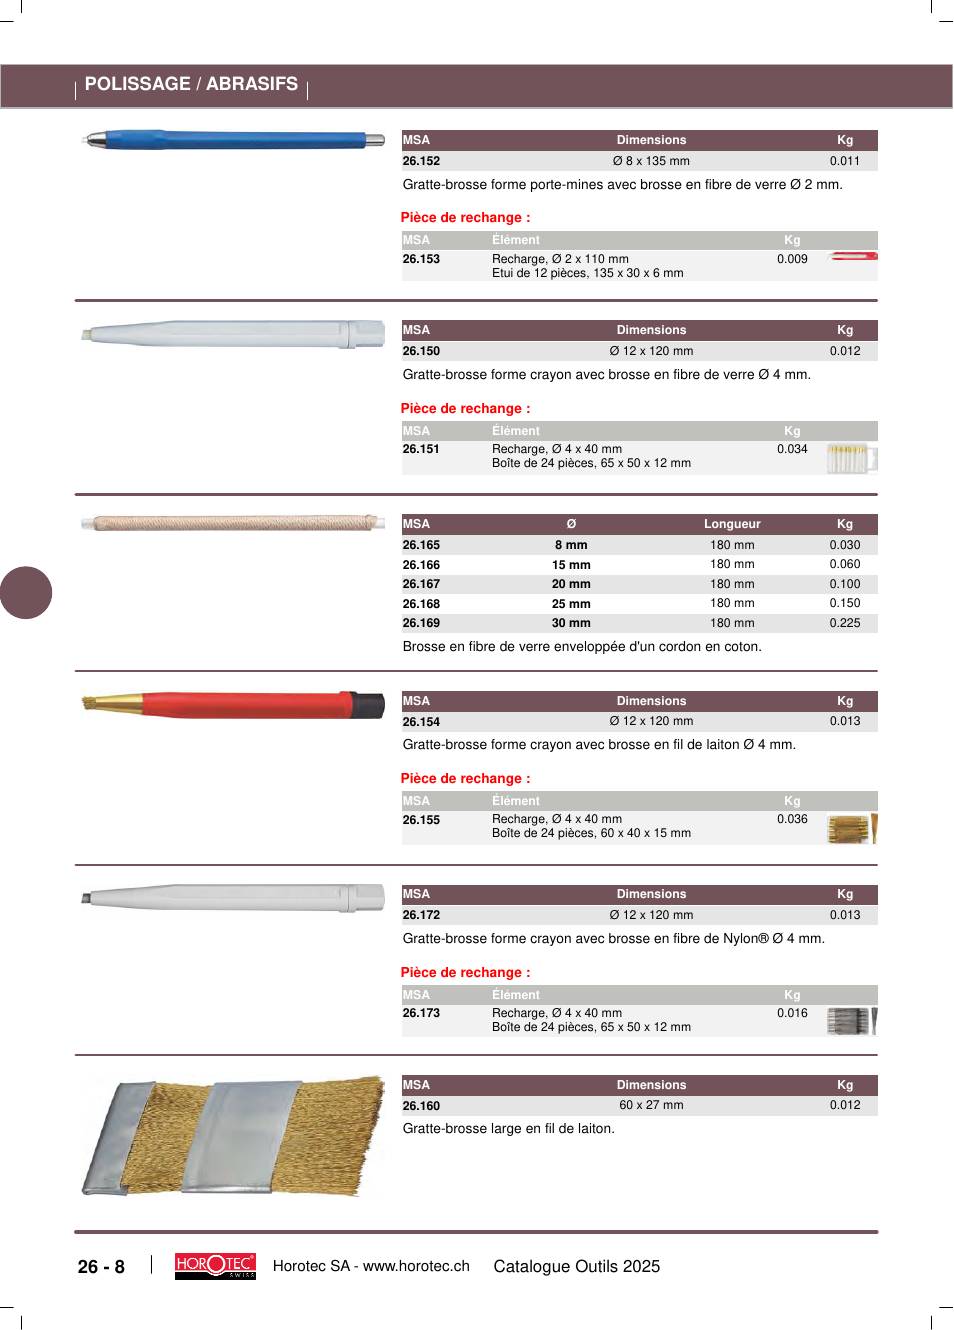 POLISSAGE / ABRASIFS
MSA Dimensions Kg
26.152 Ø 8 x 135 mm 0.011
Gratte-brosse forme porte-mines avec brosse en fibre de verre Ø 2 mm.
Pièce de rechange :
MSA Élément Kg
26.153 Recharge, Ø 2 x 110 mm 0.009
Etui de 12 pièces, 135 x 30 x 6 mm
MSA Dimensions Kg
26.150 Ø 12 x 120 mm 0.012
Gratte-brosse forme crayon avec brosse en fibre de verre Ø 4 mm.
Pièce de rechange :
MSA Élément Kg
26.151 Recharge, Ø 4 x 40 mm 0.034
Boîte de 24 pièces, 65 x 50 x 12 mm
MSA Ø Longueur Kg
26.165 8 mm 180 mm 0.030
26.166 15 mm 180 mm 0.060
26.167 20 mm 180 mm 0.100
26.168 25 mm 180 mm 0.150
26.169 30 mm 180 mm 0.225
Brosse en fibre de verre enveloppée d'un cordon en coton.
MSA Dimensions Kg
26.154 Ø 12 x 120 mm 0.013
Gratte-brosse forme crayon avec brosse en fil de laiton Ø 4 mm.
Pièce de rechange :
MSA Élément Kg
26.155 Recharge, Ø 4 x 40 mm 0.036
Boîte de 24 pièces, 60 x 40 x 15 mm
MSA Dimensions Kg
26.172 Ø 12 x 120 mm 0.013
Gratte-brosse forme crayon avec brosse en fibre de Nylon® Ø 4 mm.
Pièce de rechange :
MSA Élément Kg
26.173 Recharge, Ø 4 x 40 mm 0.016
Boîte de 24 pièces, 65 x 50 x 12 mm
MSA Dimensions Kg
26.160 60 x 27 mm 0.012
Gratte-brosse large en fil de laiton.
26 - 8 HOROTEC® SWISS Horotec SA - www.horotec.ch Catalogue Outils 2025